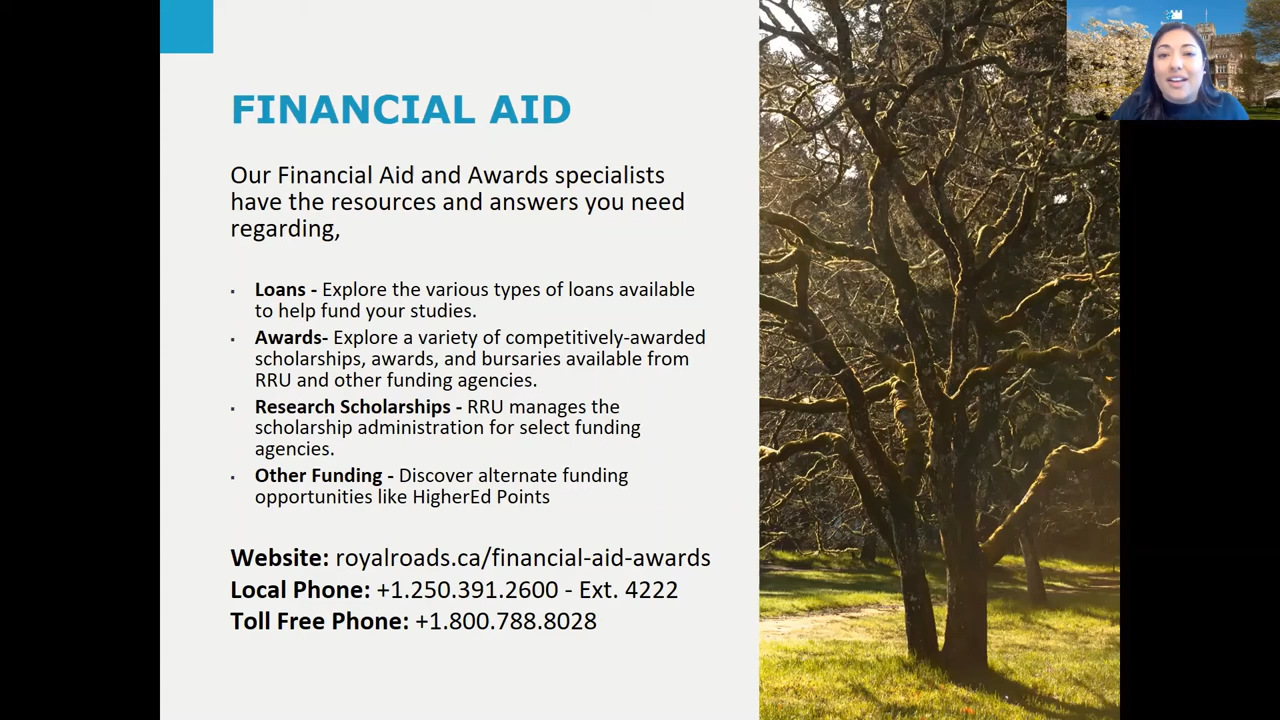 FINANCIAL AID
Our Financial Aid and Awards specialists
have the resources and answers you need
regarding,
▪ Loans - Explore the various types of loans available
to help fund your studies.
▪ Awards- Explore a variety of competitively-awarded
scholarships, awards, and bursaries available from
RRU and other funding agencies.
▪ Research Scholarships - RRU manages the
scholarship administration for select funding
agencies.
▪ Other Funding - Discover alternate funding
opportunities like HigherEd Points
Website: royalroads.ca/financial-aid-awards
Local Phone: +1.250.391.2600 - Ext. 4222
Toll Free Phone: +1.800.788.8028